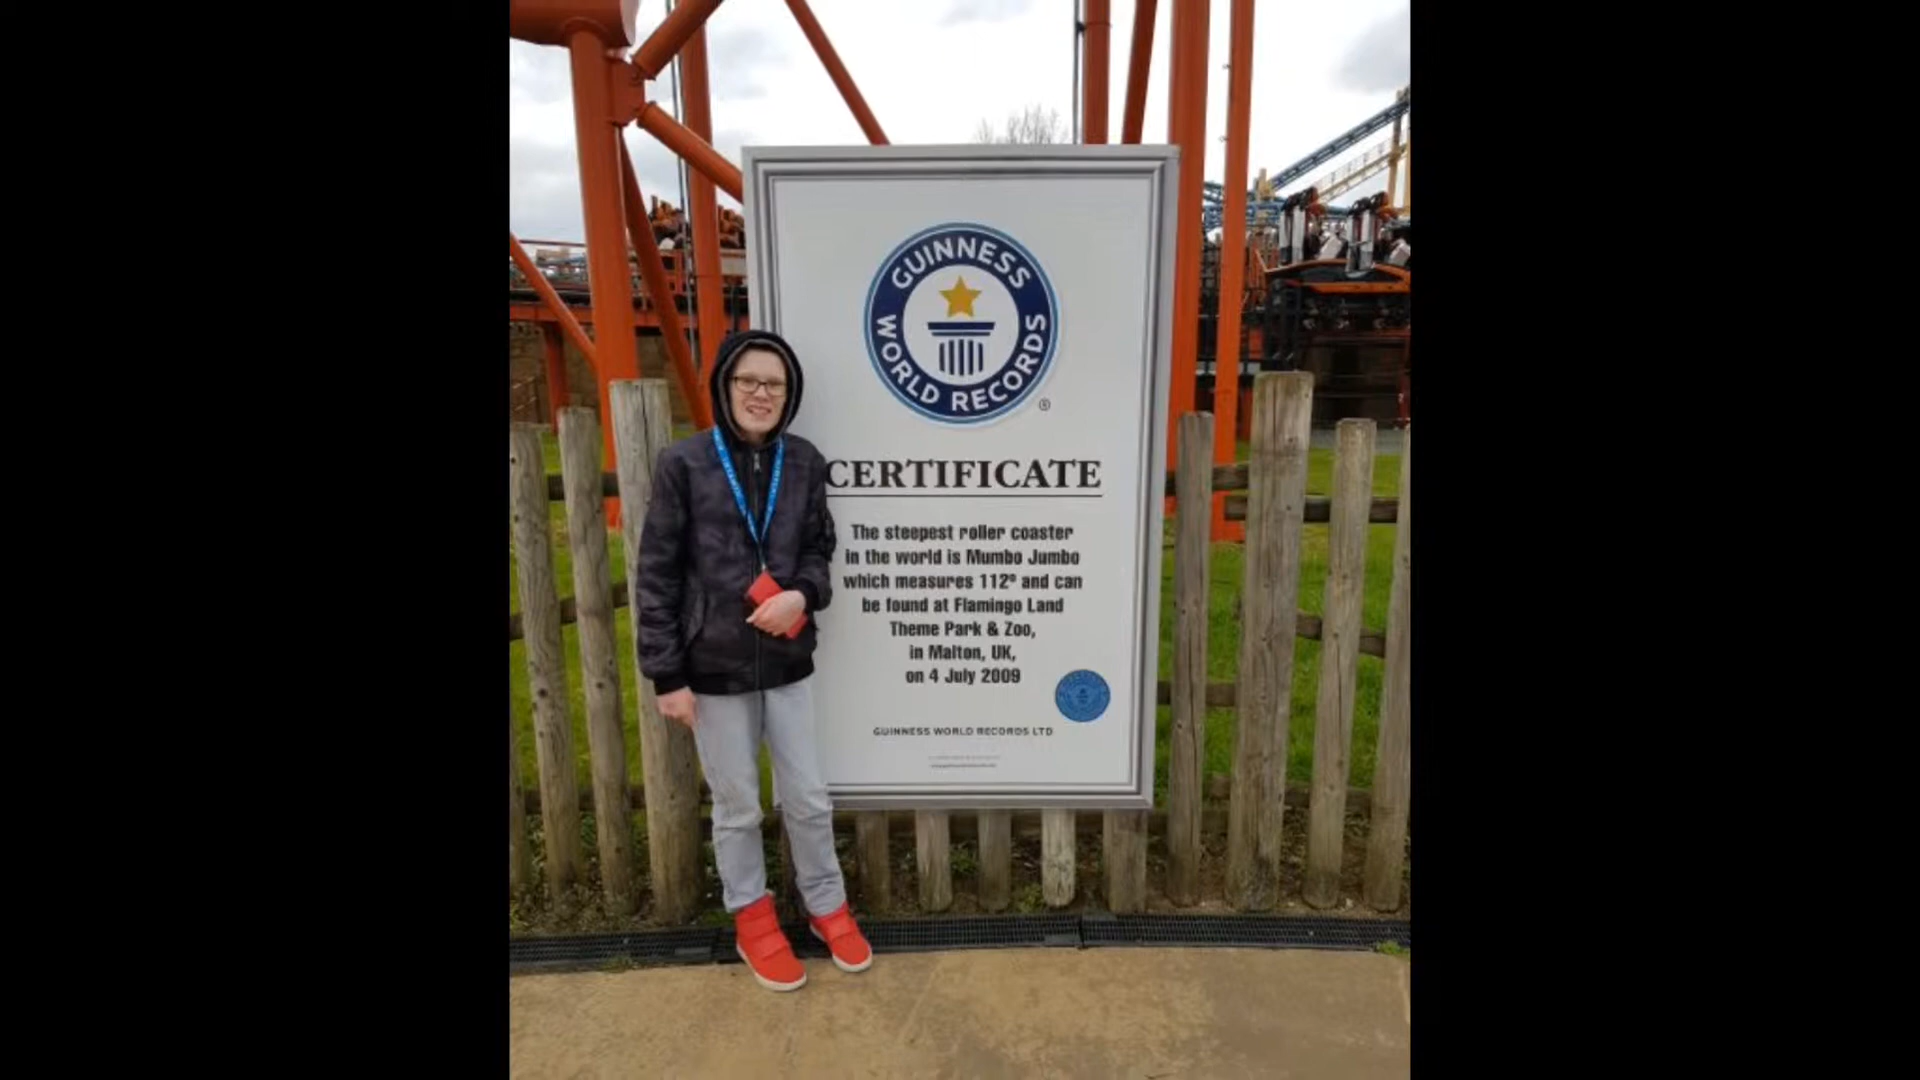 GUINNESS
WORLD RECORDS
®
CERTIFICATE
The steepest roller coaster
in the world is Mumbo Jumbo
which measures 112º and can
be found at Flamingo Land
Theme Park & Zoo,
in Malton, UK,
on 4 July 2009
GUINNESS WORLD RECORDS LTD